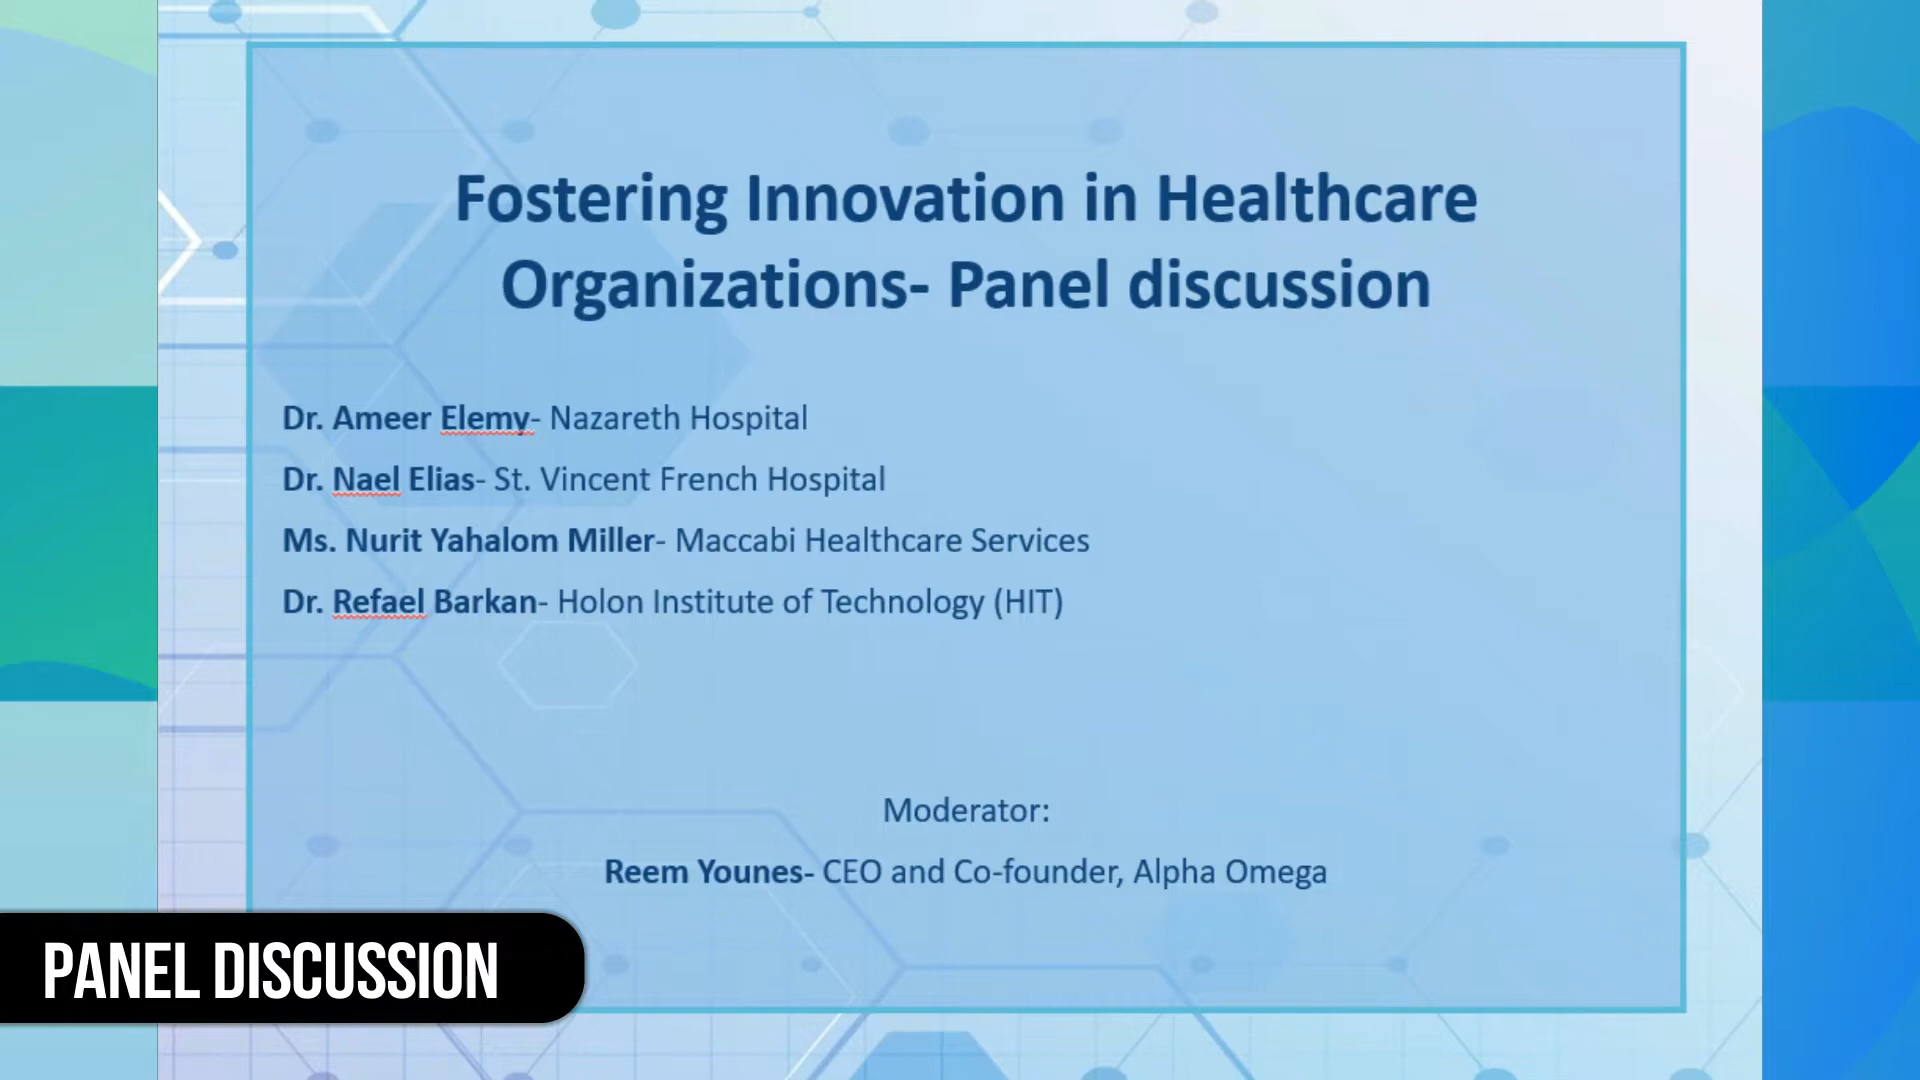 Fostering Innovation in Healthcare
Organizations- Panel discussion
Dr. Ameer Elemy- Nazareth Hospital
Dr. Nael Elias- St. Vincent French Hospital
Ms. Nurit Yahalom Miller- Maccabi Healthcare Services
Dr. Refael Barkan- Holon Institute of Technology (HIT)
Moderator:
Reem Younes- CEO and Co-founder, Alpha Omega
PANEL DISCUSSION